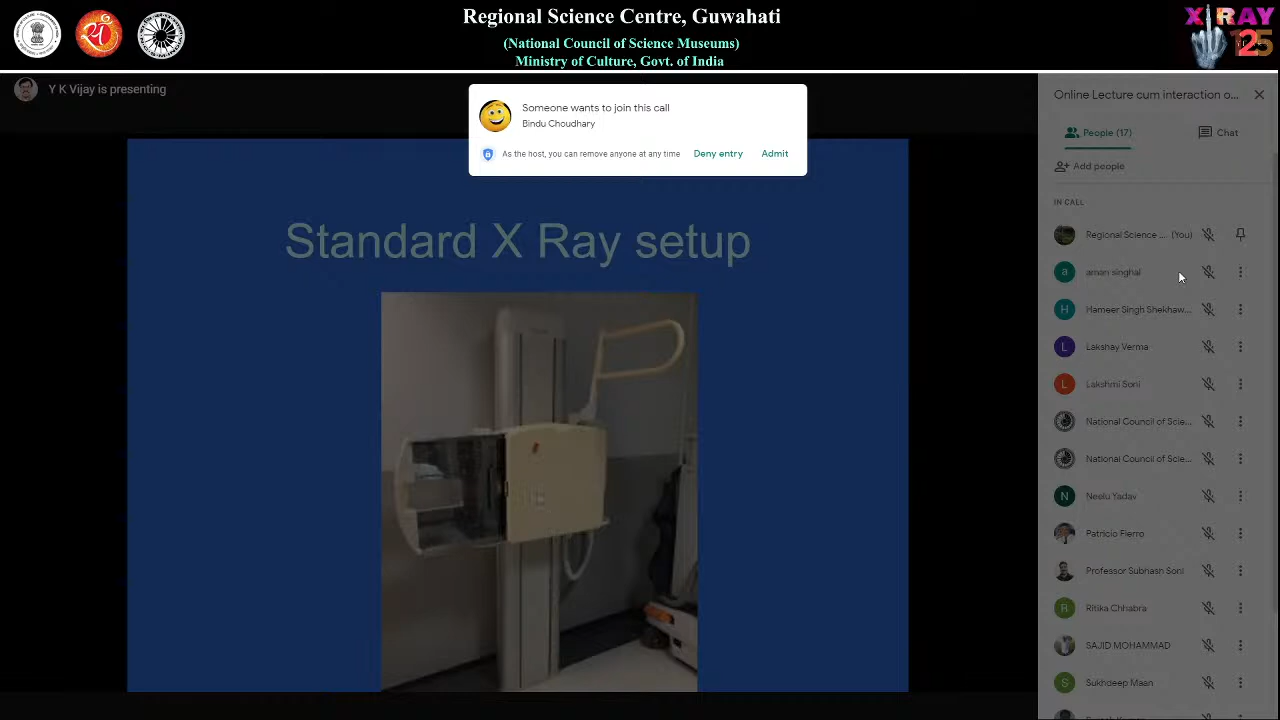 Regional Science Centre, Guwahati
(National Council of Science Museums)
Ministry of Culture, Govt. of India
X RAY
125
Y K Vijay is presenting
Someone wants to join this call
Bindu Choudhary
As the host, you can remove anyone at any time
Deny entry
Admit
Standard X Ray setup
Online Lecture cum interaction o...
People (17)
Chat
Add people
IN CALL
Regional Science ... (You)
a
aman singhal
H
Hameer Singh Shekhaw...
L
Lakshay Verma
L
Lakshmi Soni
National Council of Scie...
National Council of Scie...
N
Neelu Yadav
Patricio Fierro
Professor Subhash Soni
R
Ritika Chhabra
SAJID MOHAMMAD
S
Sukhdeep Maan